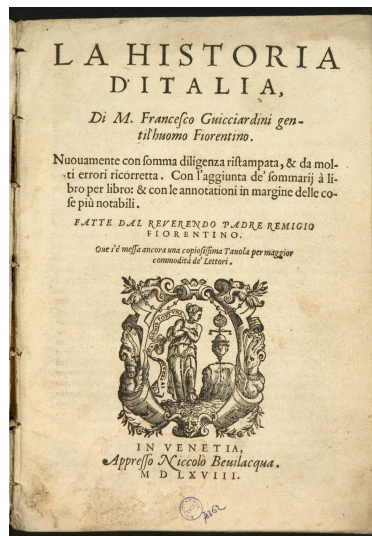 LA HISTORIA
D'ITALIA,
Di M. Francesco Guicciardini gen-
til'huomo Fiorentino.
Nuouamente con somma diligenza ristampata, & da mol-
ti errori ricorretta. Con l'aggiunta de' sommarij à li-
bro per libro: & con le annotationi in margine delle co-
se più notabili.
FATTE DAL REVERENDO PADRE REMIGIO
FIORENTINO.
Oue s'è messa ancora una copiosissima Tauola per maggior
commodità de' Lettori.
IN VENETIA,
Appresso Niccolò Beuilacqua.
MDLXVIII.